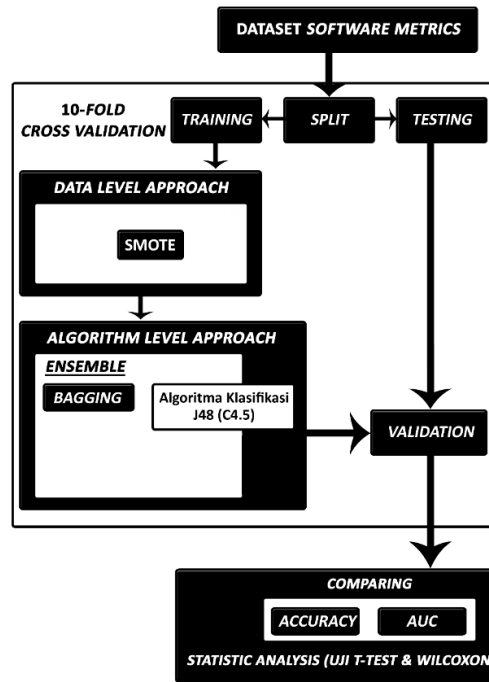 DATASET SOFTWARE METRICS
10-FOLD
CROSS VALIDATION
TRAINING
SPLIT
TESTING
DATA LEVEL APPROACH
SMOTE
ALGORITHM LEVEL APPROACH
ENSEMBLE
BAGGING
Algoritma Klasifikasi
J48 (C4.5)
VALIDATION
COMPARING
ACCURACY
AUC
STATISTIC ANALYSIS (UJI T-TEST & WILCOXON